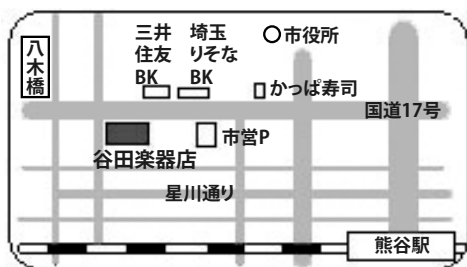 八木橋
三井
住友
BK
埼玉
りそな
BK
市役所
かっぱ寿司
国道17号
市営P
谷田楽器店
星川通り
熊谷駅